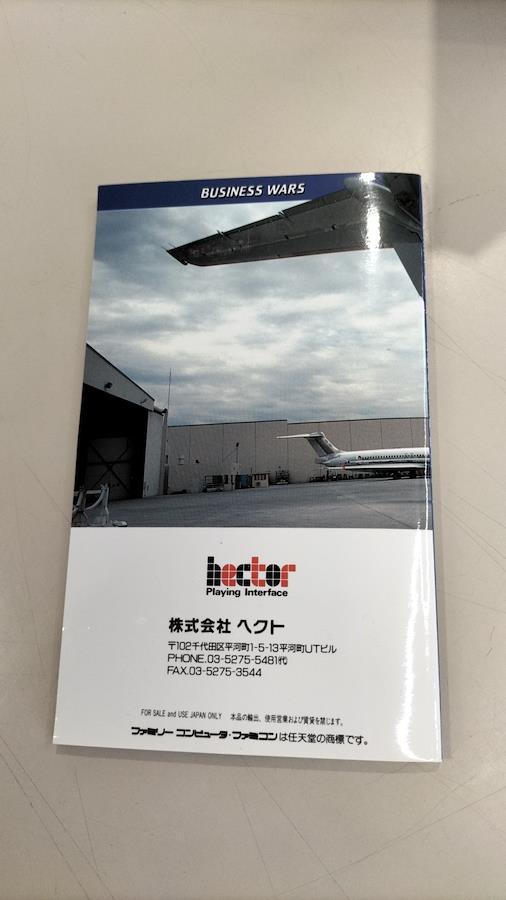 BUSINESS WARS
hector
Playing Interface
株式会社 ヘクト
〒102千代田区平河町1-5-13平河町UTビル
PHONE.03-5275-5481㈹
FAX.03-5275-3544
FOR SALE and USE JAPAN ONLY 本品の輸出、使用営業および賃貸を禁じます。
ファミリー コンピュータ・ファミコンは任天堂の商標です。